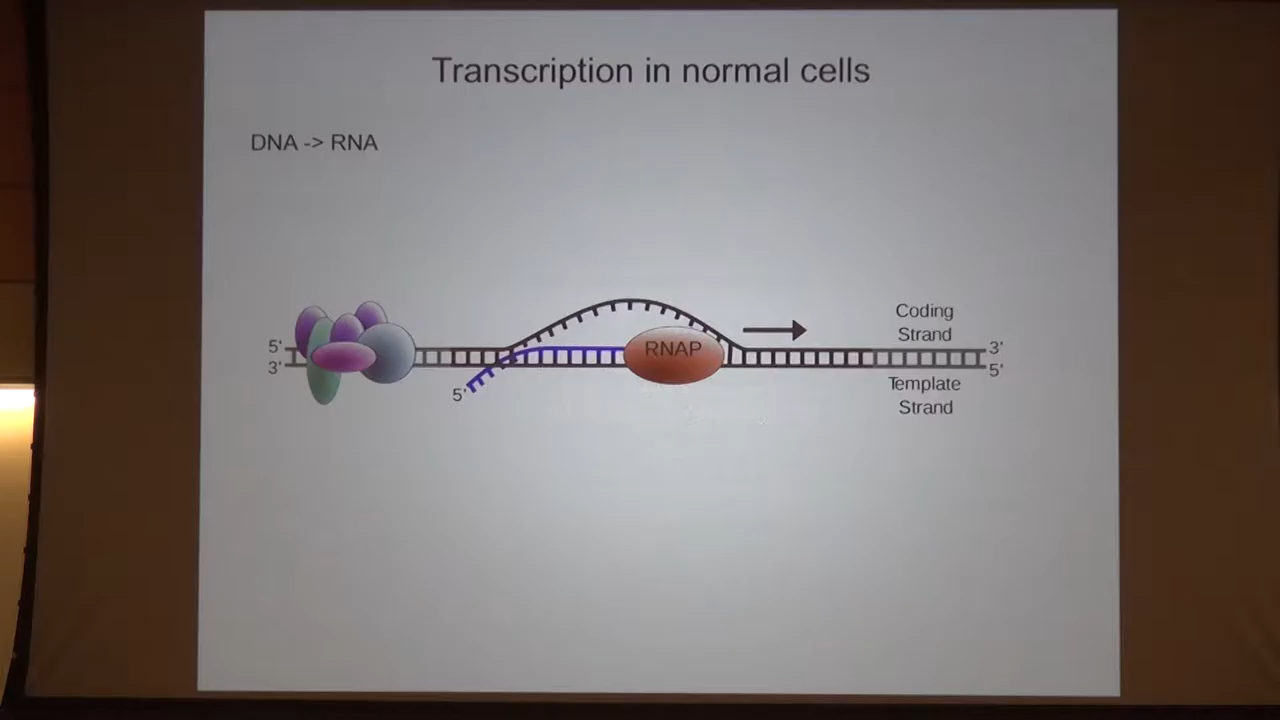 Transcription in normal cells
DNA -> RNA
Coding
Strand
5'
3'
RNAP
3'
5'
5'
Template
Strand